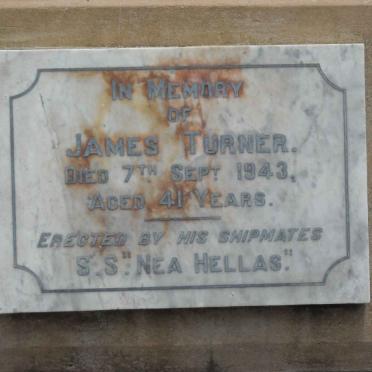 IN MEMORY
OF
JAMES TURNER.
DIED 7TH SEPT 1943,
AGED 41 YEARS.
ERECTED BY HIS SHIPMATES
S.S. "NEA HELLAS".